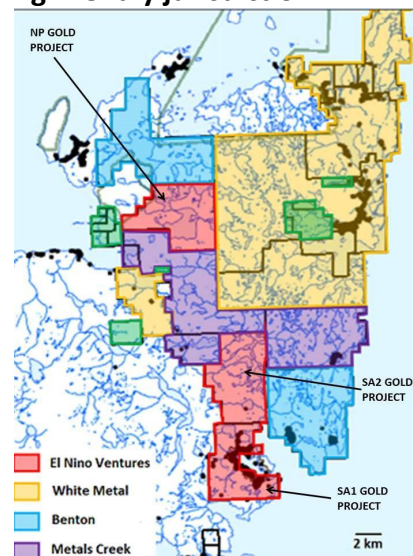 NP GOLD
PROJECT
SA2 GOLD
PROJECT
SA1 GOLD
PROJECT
El Nino Ventures
White Metal
Benton
Metals Creek
2 km